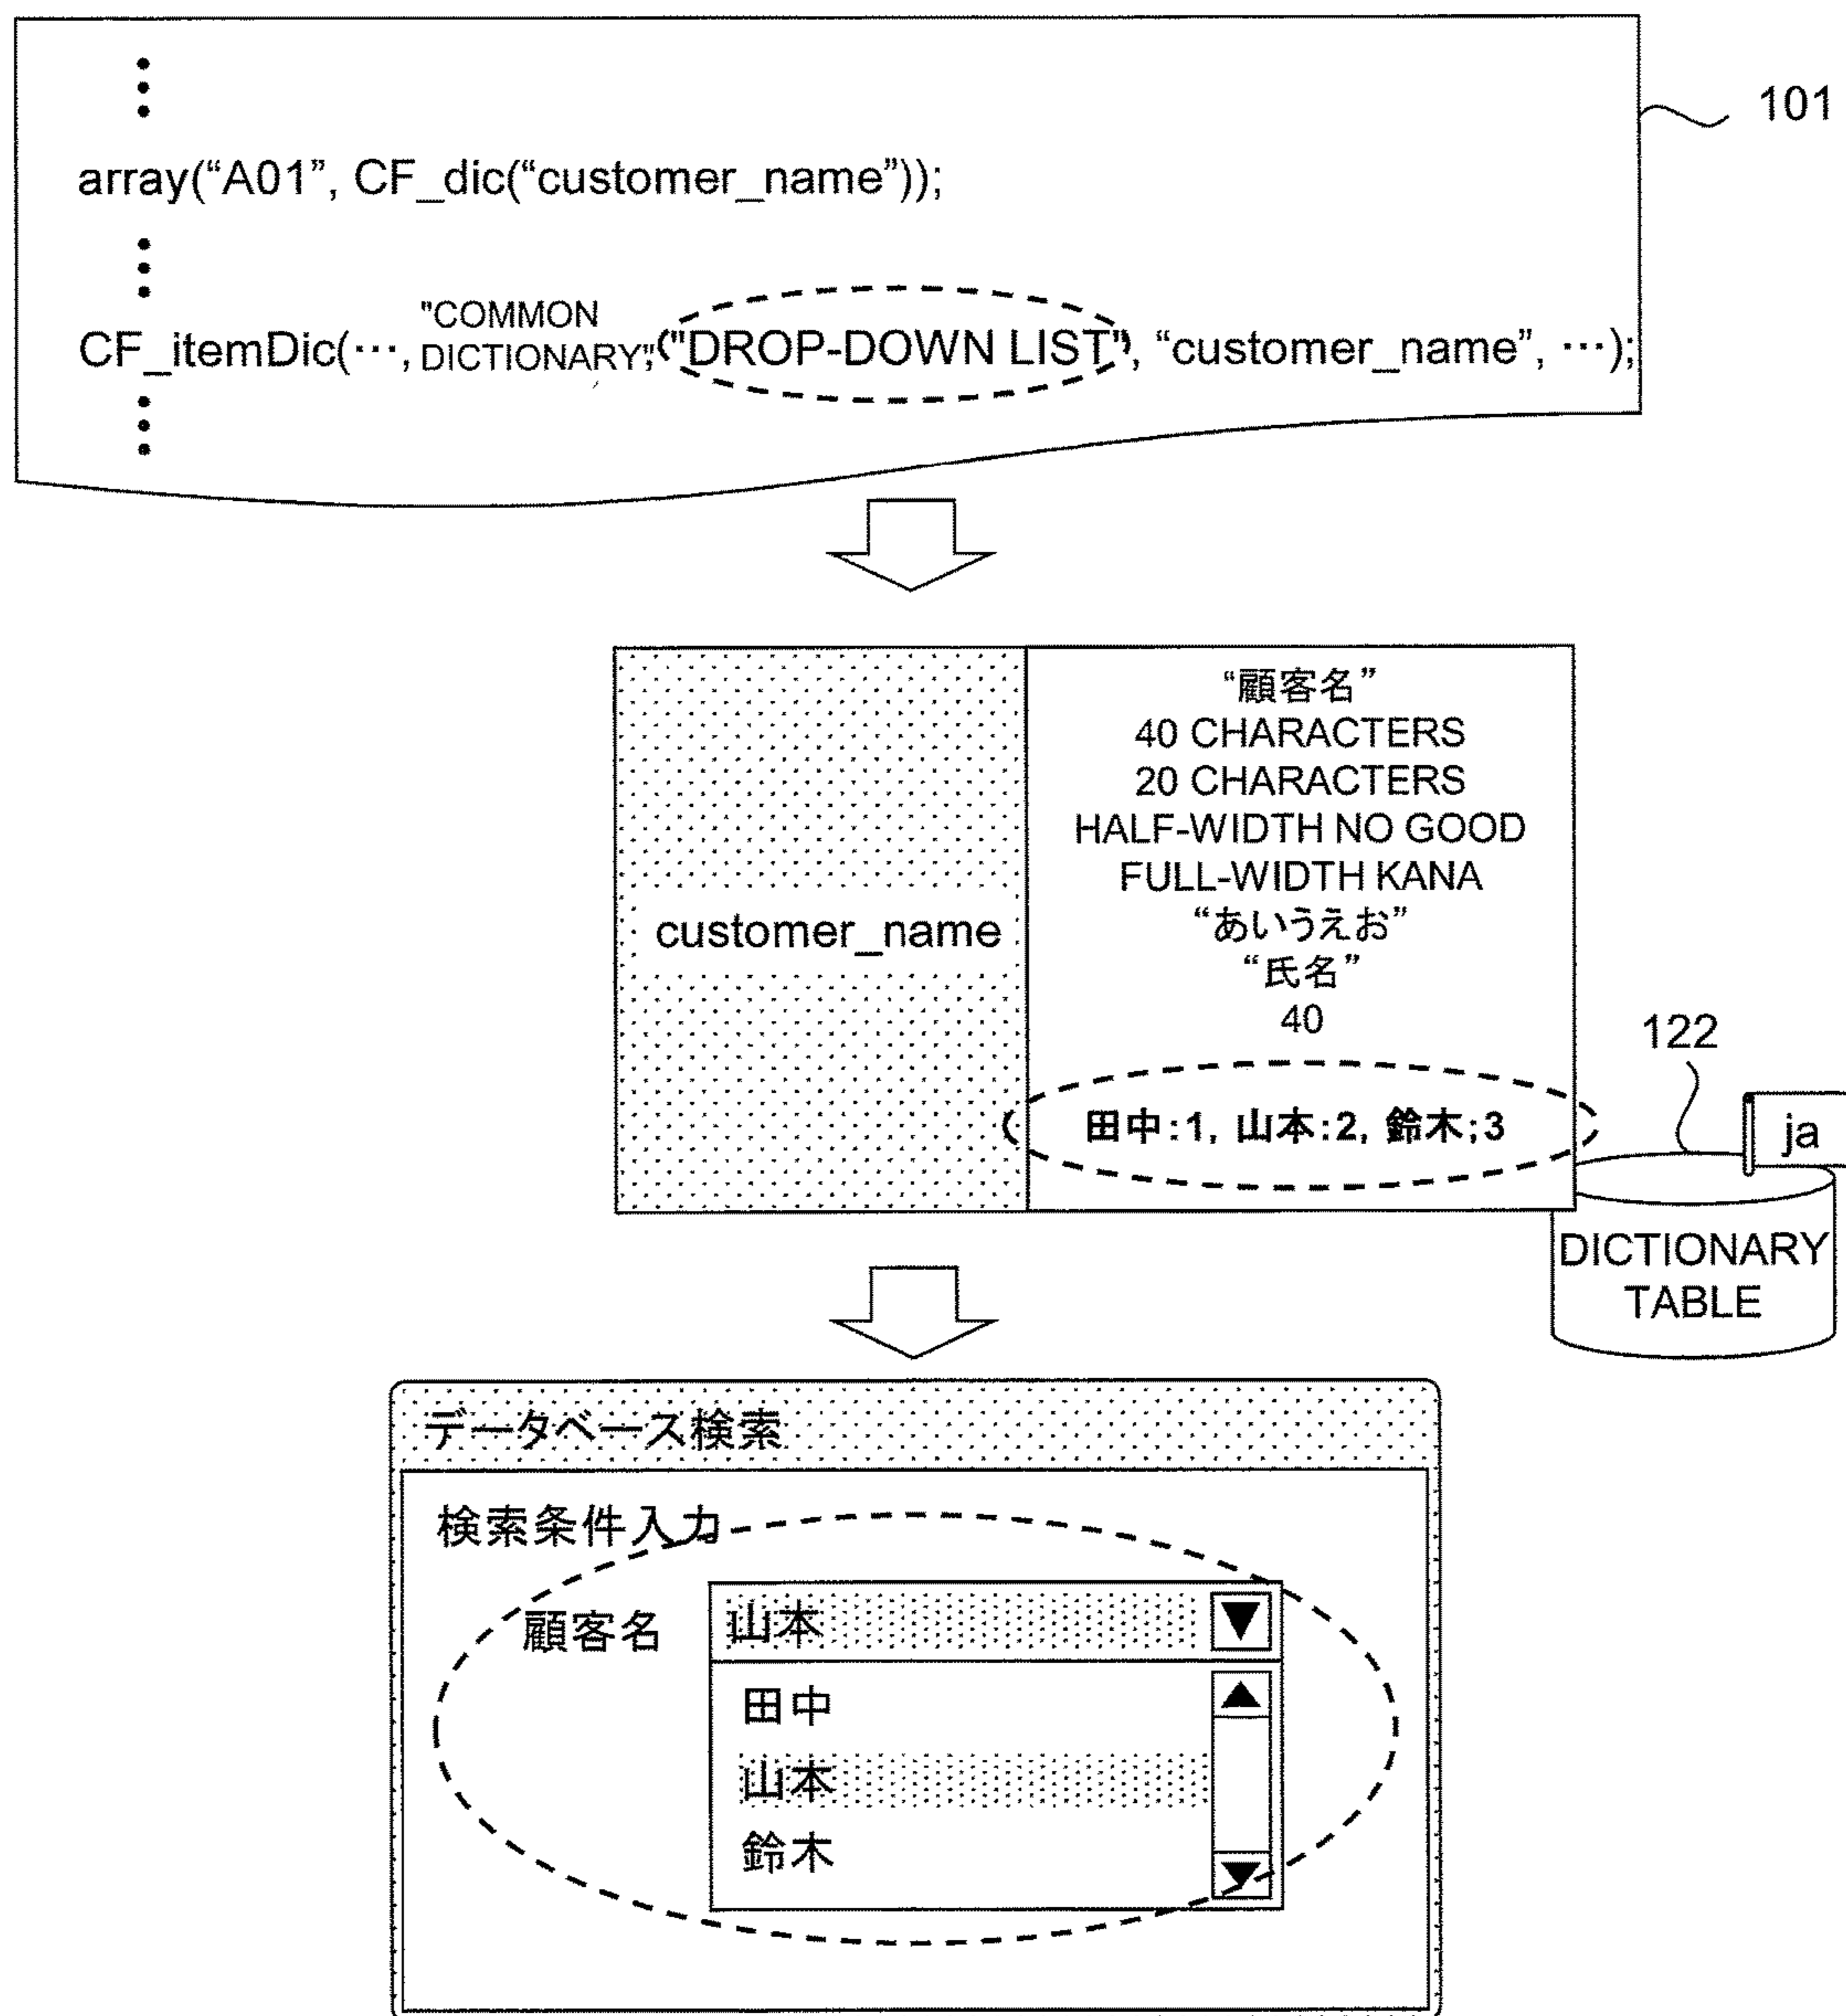 101
array(“A01”, CF_dic(“customer_name”));
"COMMON
CF_itemDic(…, DICTIONARY", "DROP-DOWN LIST", “customer_name”, …);
“顧客名”
40 CHARACTERS
20 CHARACTERS
HALF-WIDTH NO GOOD
FULL-WIDTH KANA
“あいうえお”
customer_name
“氏名”
40
122
田中:1, 山本:2, 鈴木;3
ja
DICTIONARY
TABLE
データベース検索
検索条件入力
顧客名 山本 ▼
田中
山本
鈴木